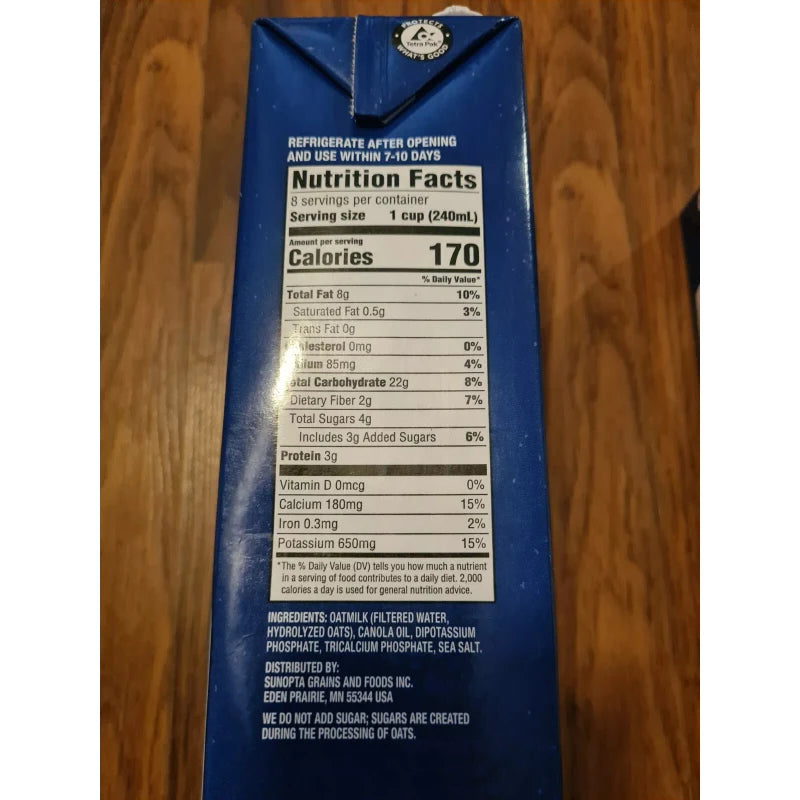 PROTECTS
Tetra Pak
WHAT'S GOOD
REFRIGERATE AFTER OPENING
AND USE WITHIN 7-10 DAYS
Nutrition Facts
8 servings per container
Serving size 1 cup (240mL)
Amount per serving
Calories 170
% Daily Value*
Total Fat 8g 10%
Saturated Fat 0.5g 3%
Trans Fat 0g
Cholesterol 0mg 0%
85mg 4%
Total Carbohydrate 22g 8%
Dietary Fiber 2g 7%
Total Sugars 4g
Includes 3g Added Sugars 6%
Protein 3g
Vitamin D 0mcg 0%
Calcium 180mg 15%
Iron 0.3mg 2%
Potassium 650mg 15%
*The % Daily Value (DV) tells you how much a nutrient
in a serving of food contributes to a daily diet. 2,000
calories a day is used for general nutrition advice.
INGREDIENTS: OATMILK (FILTERED WATER,
HYDROLYZED OATS), CANOLA OIL, DIPOTASSIUM
PHOSPHATE, TRICALCIUM PHOSPHATE, SEA SALT.
DISTRIBUTED BY:
SUNOPTA GRAINS AND FOODS INC.
EDEN PRAIRIE, MN 55344 USA
WE DO NOT ADD SUGAR; SUGARS ARE CREATED
DURING THE PROCESSING OF OATS.